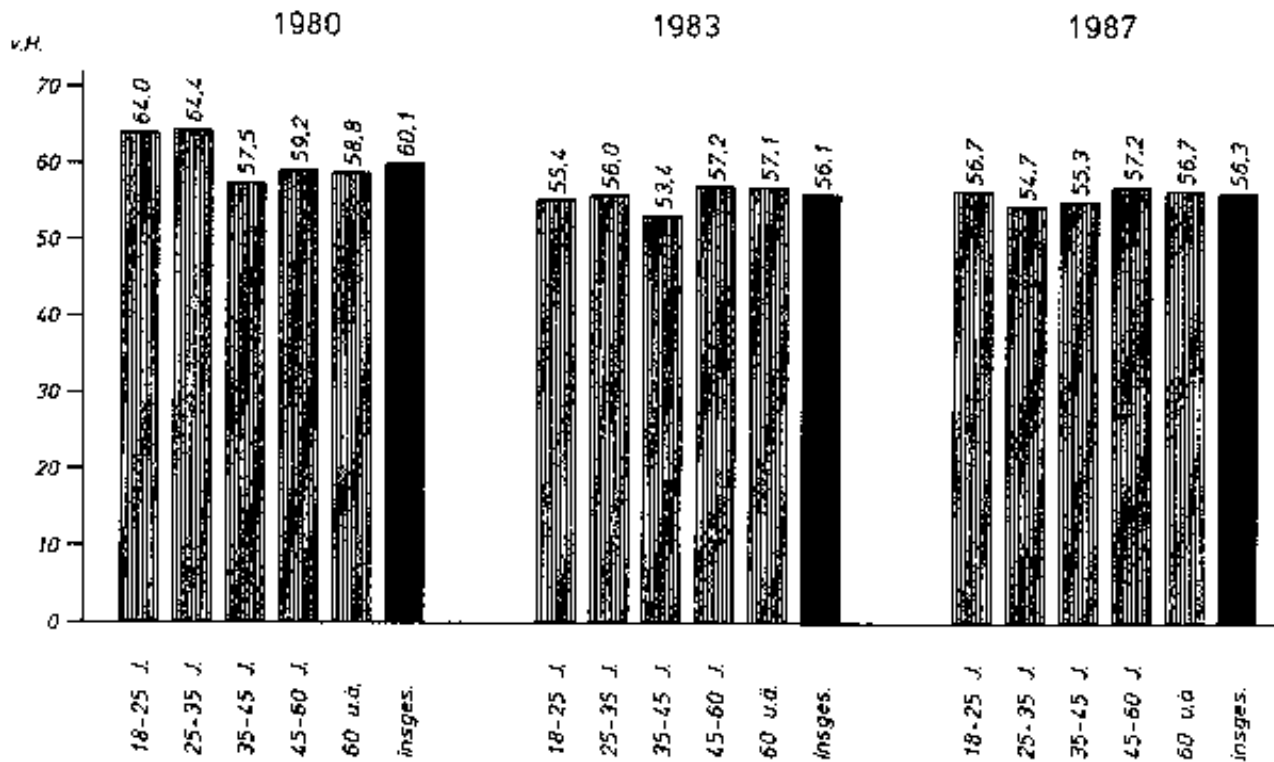 1980
1983
1987
v.H.
70
60
50
40
30
20
10
0
64.0
64,4
57,5
59,2
58,8
60,1
55,4
56,0
53,4
57,2
57,1
56,1
56,7
54,7
55,3
57,2
56,7
56,3
18-25 J.
25-35 J.
35-45 J.
45-60 J.
60 u.ä.
insges.
18-25 J.
25-35 J.
35-45 J.
45-60 J.
60 u.ä.
insges.
18-25 J.
25-35 J.
35-45 J.
45-60 J.
60 u.ä
insges.